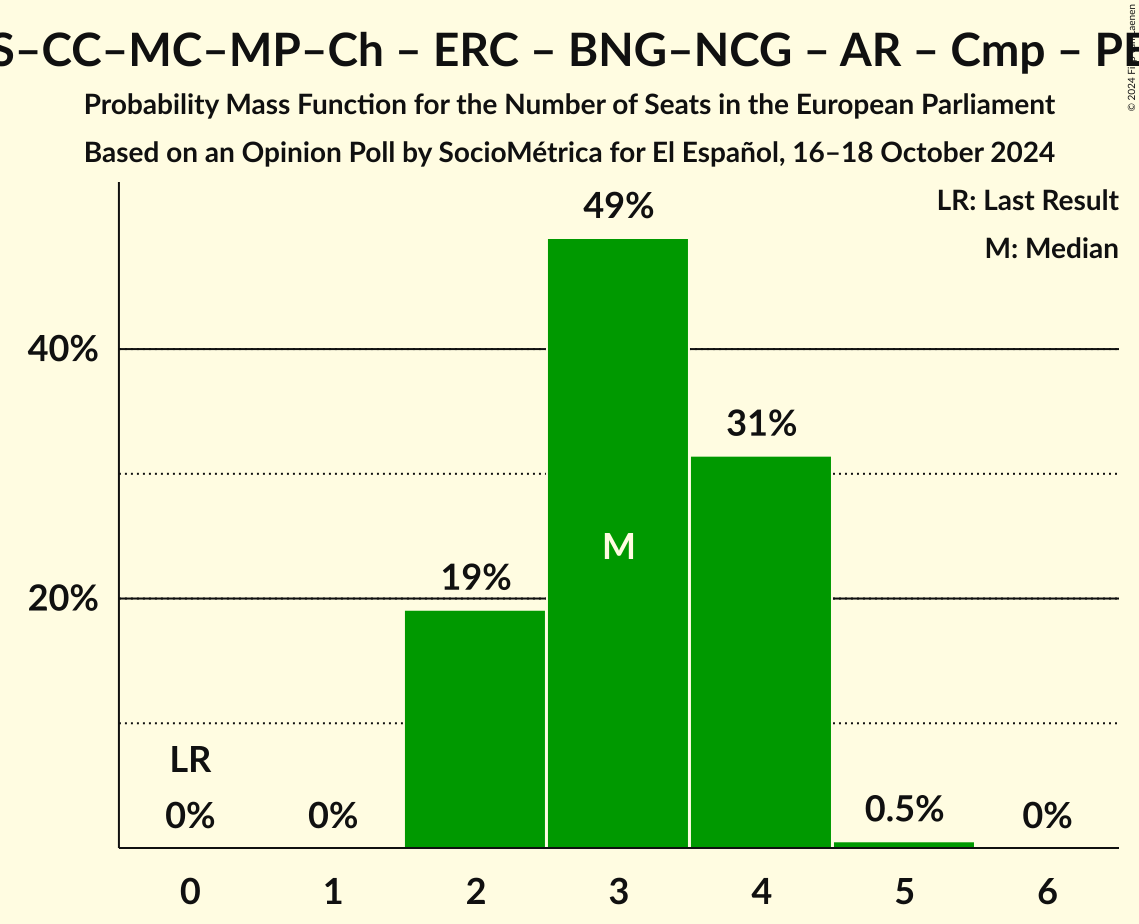 S–CC–MC–MP–Ch – ERC – BNG–NCG – AR – Cmp –
Probability Mass Function for the Number of Seats in the European Parliament
Based on an Opinion Poll by SocioMétrica for El Español, 16–18 October 2024
LR: Last Result
M: Median
49%
40%
31%
M
19%
20%
LR
0%
0%
0.5%
0%
0 1 2 3 4 5 6
© 2024